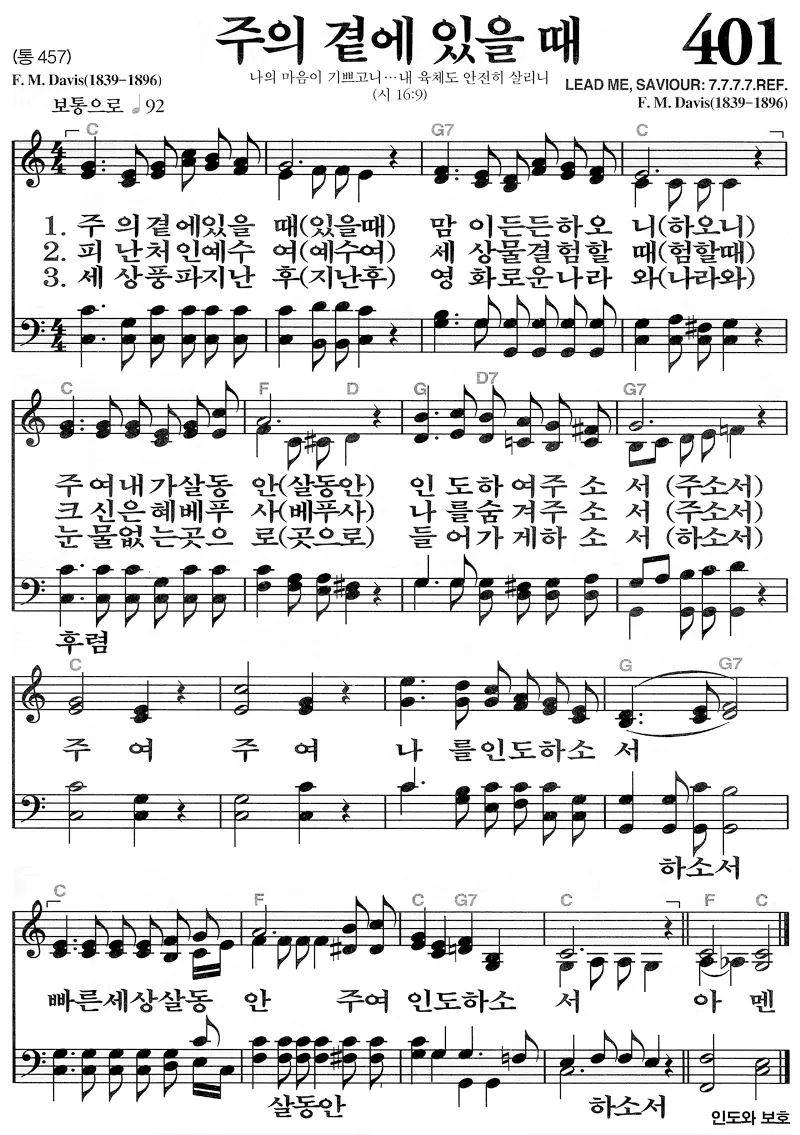 (통 457)
주의 곁에 있을 때
401
F. M. Davis(1839-1896)
나의 마음이 기쁘고니…내 육체도 안전히 살리니
(시 16:9)
LEAD ME, SAVIOUR: 7.7.7.7.REF.
F. M. Davis(1839-1896)
보통으로 ♩92
C G7 C
1. 주 의곁에있을 때(있을때) 맘 이든든하오 니(하오니)
2. 피 난처인예수 여(예수여) 세 상물결험할 때(험할때)
3. 세 상풍파지난 후(지난후) 영 화로운나라 와(나라와)
C F D G D7 G7
주 여내가살동 안(살동안) 인 도하여주 소 서 (주소서)
크 신은혜베푸 사(베푸사) 나 를숨겨주 소 서 (주소서)
눈 물없는곳으 로(곳으로) 들 어가게하 소 서 (하소서)
후렴
C G G7
주 여 주 여 나 를인도하소 서
하소서
C F C G7 C F C
빠른세상살동 안 주여 인도하소 서 아 멘
살동안 하소서
인도와 보호